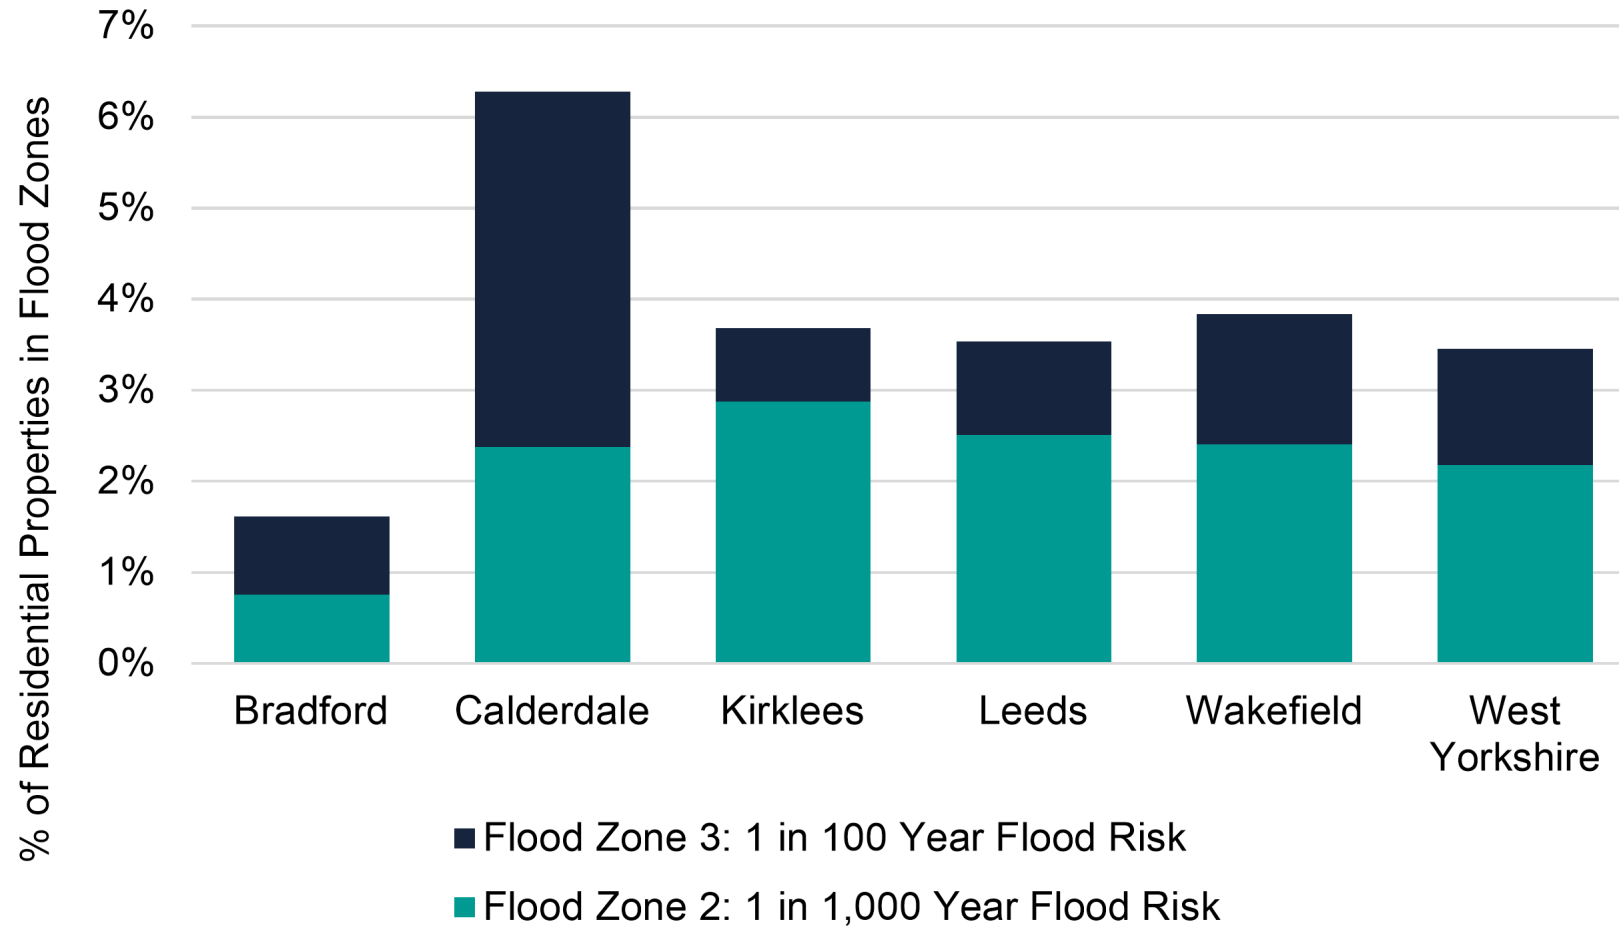 % of Residential Properties in Flood Zones
7%
6%
5%
4%
3%
2%
1%
0%
Bradford
Calderdale
Kirklees
Leeds
Wakefield
West
Yorkshire
Flood Zone 3: 1 in 100 Year Flood Risk
Flood Zone 2: 1 in 1,000 Year Flood Risk